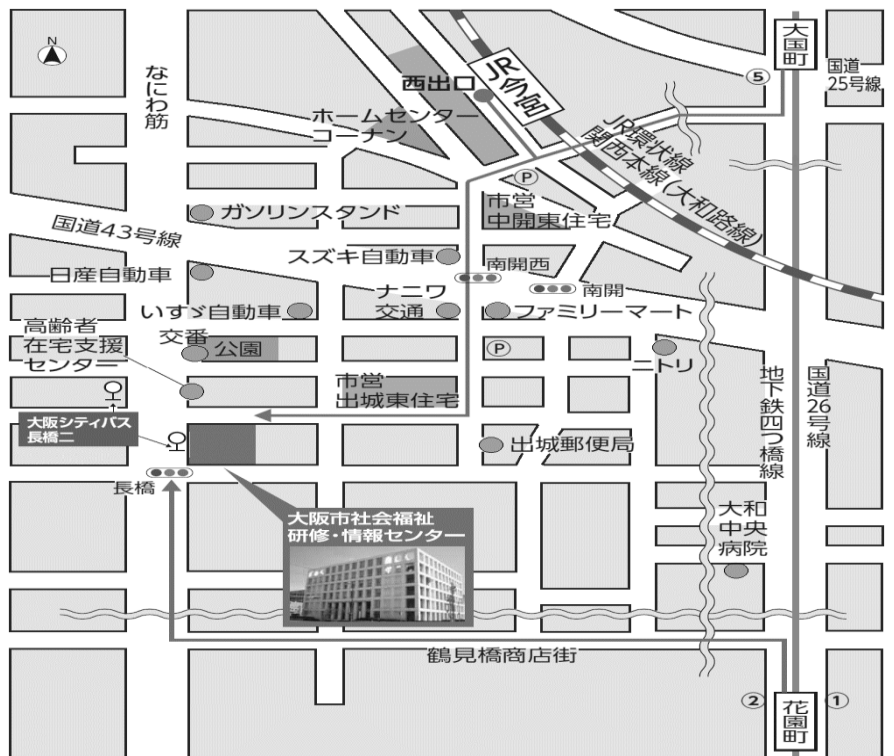 N
なにわ筋
西出口
JR今宮
大国町
⑤
国道
25号線
ホームセンター
コーナン
JR環状線
関西本線(大和路線)
P
市営
中開東住宅
ガソリンスタンド
国道43号線
スズキ自動車
日産自動車
南開西
南開
いすゞ自動車
ナニワ
交通
ファミリーマート
高齢者
在宅支援
センター
交番
公園
P
ニトリ
市営
出城東住宅
地下鉄四つ橋線
国道26号線
大阪シティバス
長橋二
出城郵便局
長橋
大阪市社会福祉
研修・情報センター
大和
中央
病院
鶴見橋商店街
②
花園町
①